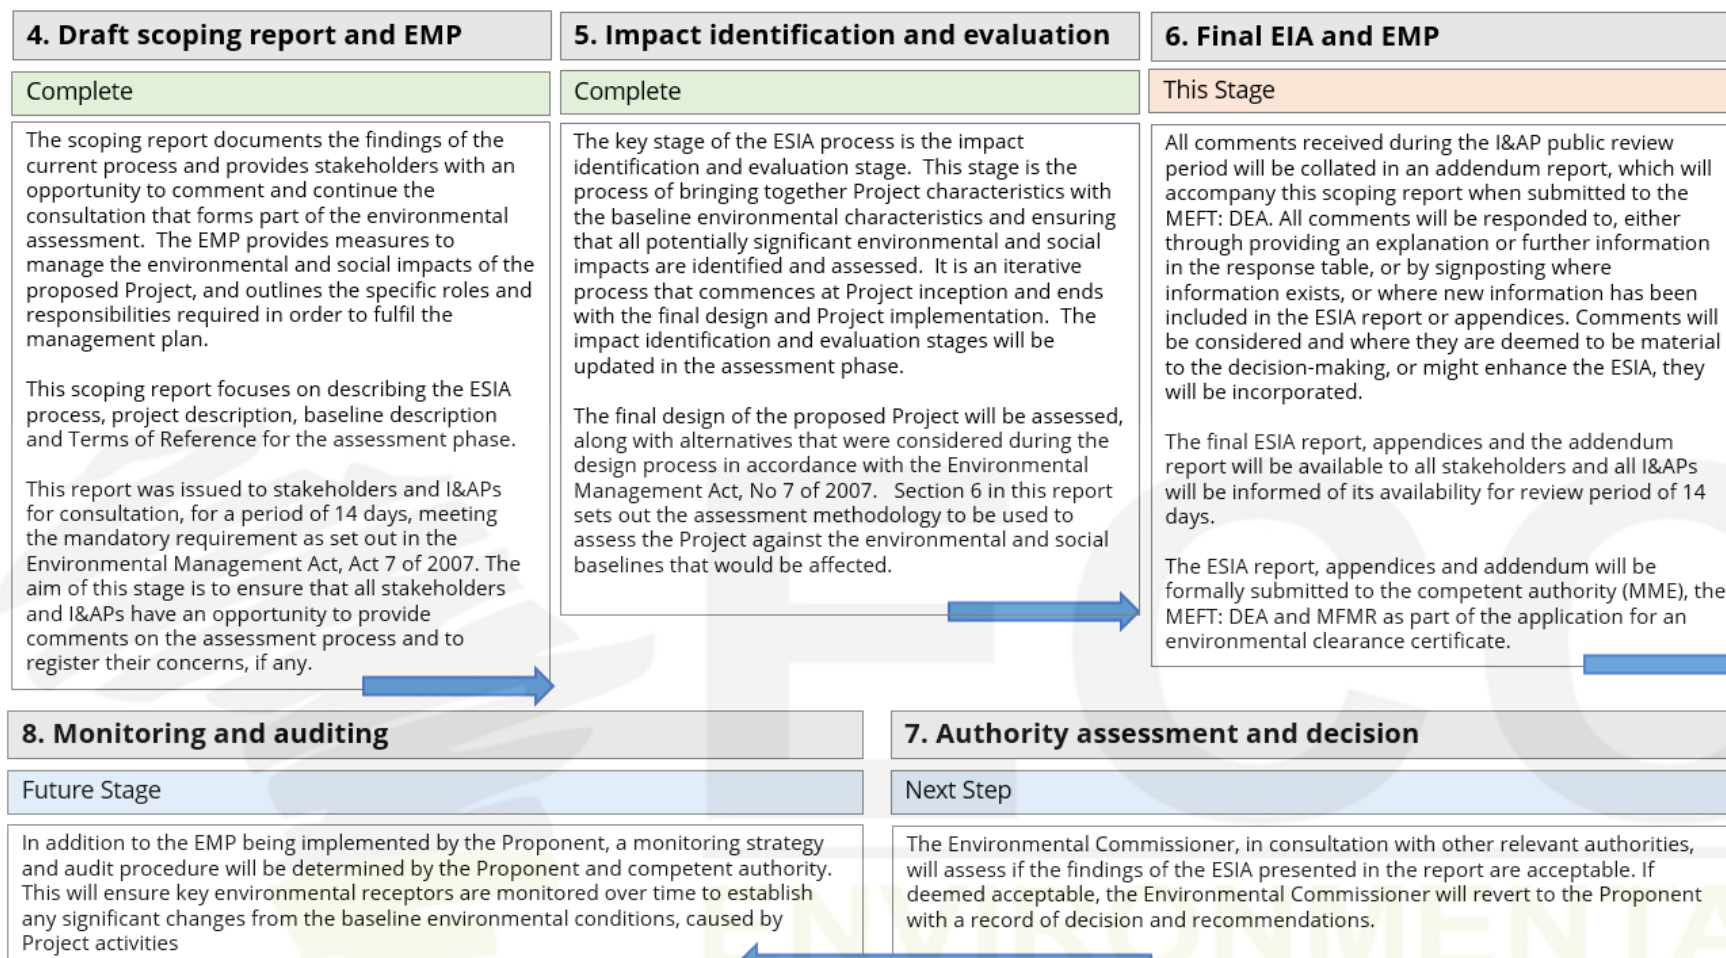 4. Draft scoping report and EMP
Complete
The scoping report documents the findings of the
current process and provides stakeholders with an
opportunity to comment and continue the
consultation that forms part of the environmental
assessment.  The EMP provides measures to
manage the environmental and social impacts of the
proposed Project, and outlines the specific roles and
responsibilities required in order to fulfil the
management plan.
This scoping report focuses on describing the ESIA
process, project description, baseline description
and Terms of Reference for the assessment phase.
This report was issued to stakeholders and I&APs
for consultation, for a period of 14 days, meeting
the mandatory requirement as set out in the
Environmental Management Act, Act 7 of 2007. The
aim of this stage is to ensure that all stakeholders
and I&APs have an opportunity to provide
comments on the assessment process and to
register their concerns, if any.
5. Impact identification and evaluation
Complete
The key stage of the ESIA process is the impact
identification and evaluation stage.  This stage is the
process of bringing together Project characteristics with
the baseline environmental characteristics and ensuring
that all potentially significant environmental and social
impacts are identified and assessed.  It is an iterative
process that commences at Project inception and ends
with the final design and Project implementation.  The
impact identification and evaluation stages will be
updated in the assessment phase.
The final design of the proposed Project will be assessed,
along with alternatives that were considered during the
design process in accordance with the Environmental
Management Act, No 7 of 2007.   Section 6 in this report
sets out the assessment methodology to be used to
assess the Project against the environmental and social
baselines that would be affected.
6. Final EIA and EMP
This Stage
All comments received during the I&AP public review
period will be collated in an addendum report, which will
accompany this scoping report when submitted to the
MEFT: DEA. All comments will be responded to, either
through providing an explanation or further information
in the response table, or by signposting where
information exists, or where new information has been
included in the ESIA report or appendices. Comments will
be considered and where they are deemed to be material
to the decision-making, or might enhance the ESIA, they
will be incorporated.
The final ESIA report, appendices and the addendum
report will be available to all stakeholders and all I&APs
will be informed of its availability for review period of 14
days.
The ESIA report, appendices and addendum will be
formally submitted to the competent authority (MME), the
MEFT: DEA and MFMR as part of the application for an
environmental clearance certificate.
8. Monitoring and auditing
Future Stage
In addition to the EMP being implemented by the Proponent, a monitoring strategy
and audit procedure will be determined by the Proponent and competent authority.
This will ensure key environmental receptors are monitored over time to establish
any significant changes from the baseline environmental conditions, caused by
Project activities
7. Authority assessment and decision
Next Step
The Environmental Commissioner, in consultation with other relevant authorities,
will assess if the findings of the ESIA presented in the report are acceptable. If
deemed acceptable, the Environmental Commissioner will revert to the Proponent
with a record of decision and recommendations.
ECC
ENVIRONMENTA